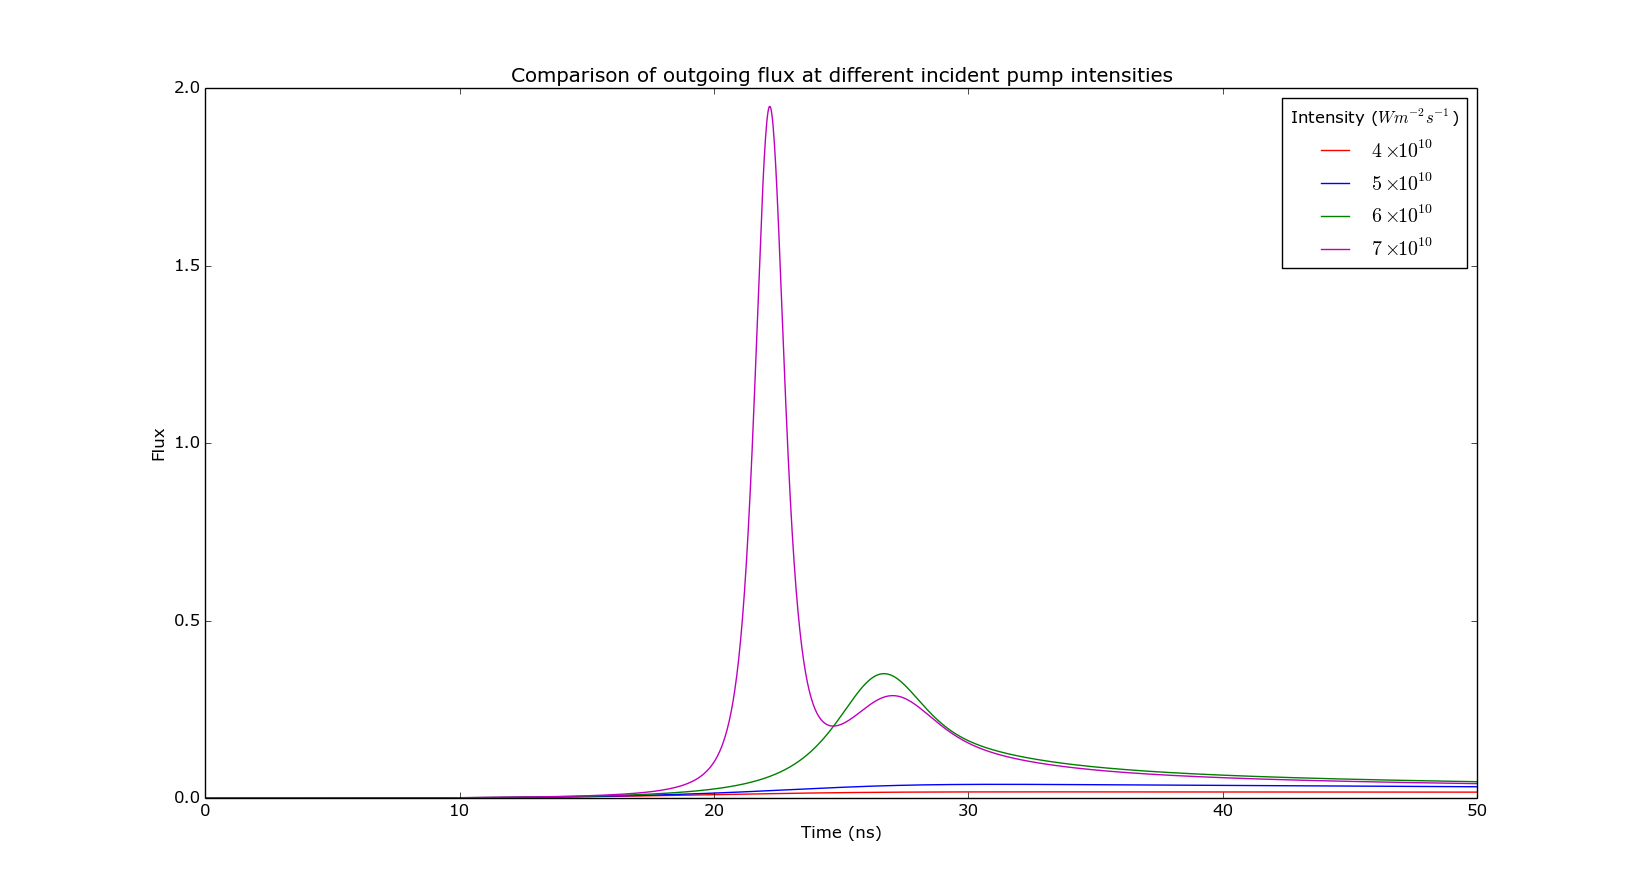 Comparison of outgoing flux at different incident pump intensities
2.0
1.5
1.0
0.5
0.0
Flux
0 10 20 30 40 50
Time (ns)
Intensity (Wm⁻²s⁻¹)
4×10¹⁰
5×10¹⁰
6×10¹⁰
7×10¹⁰